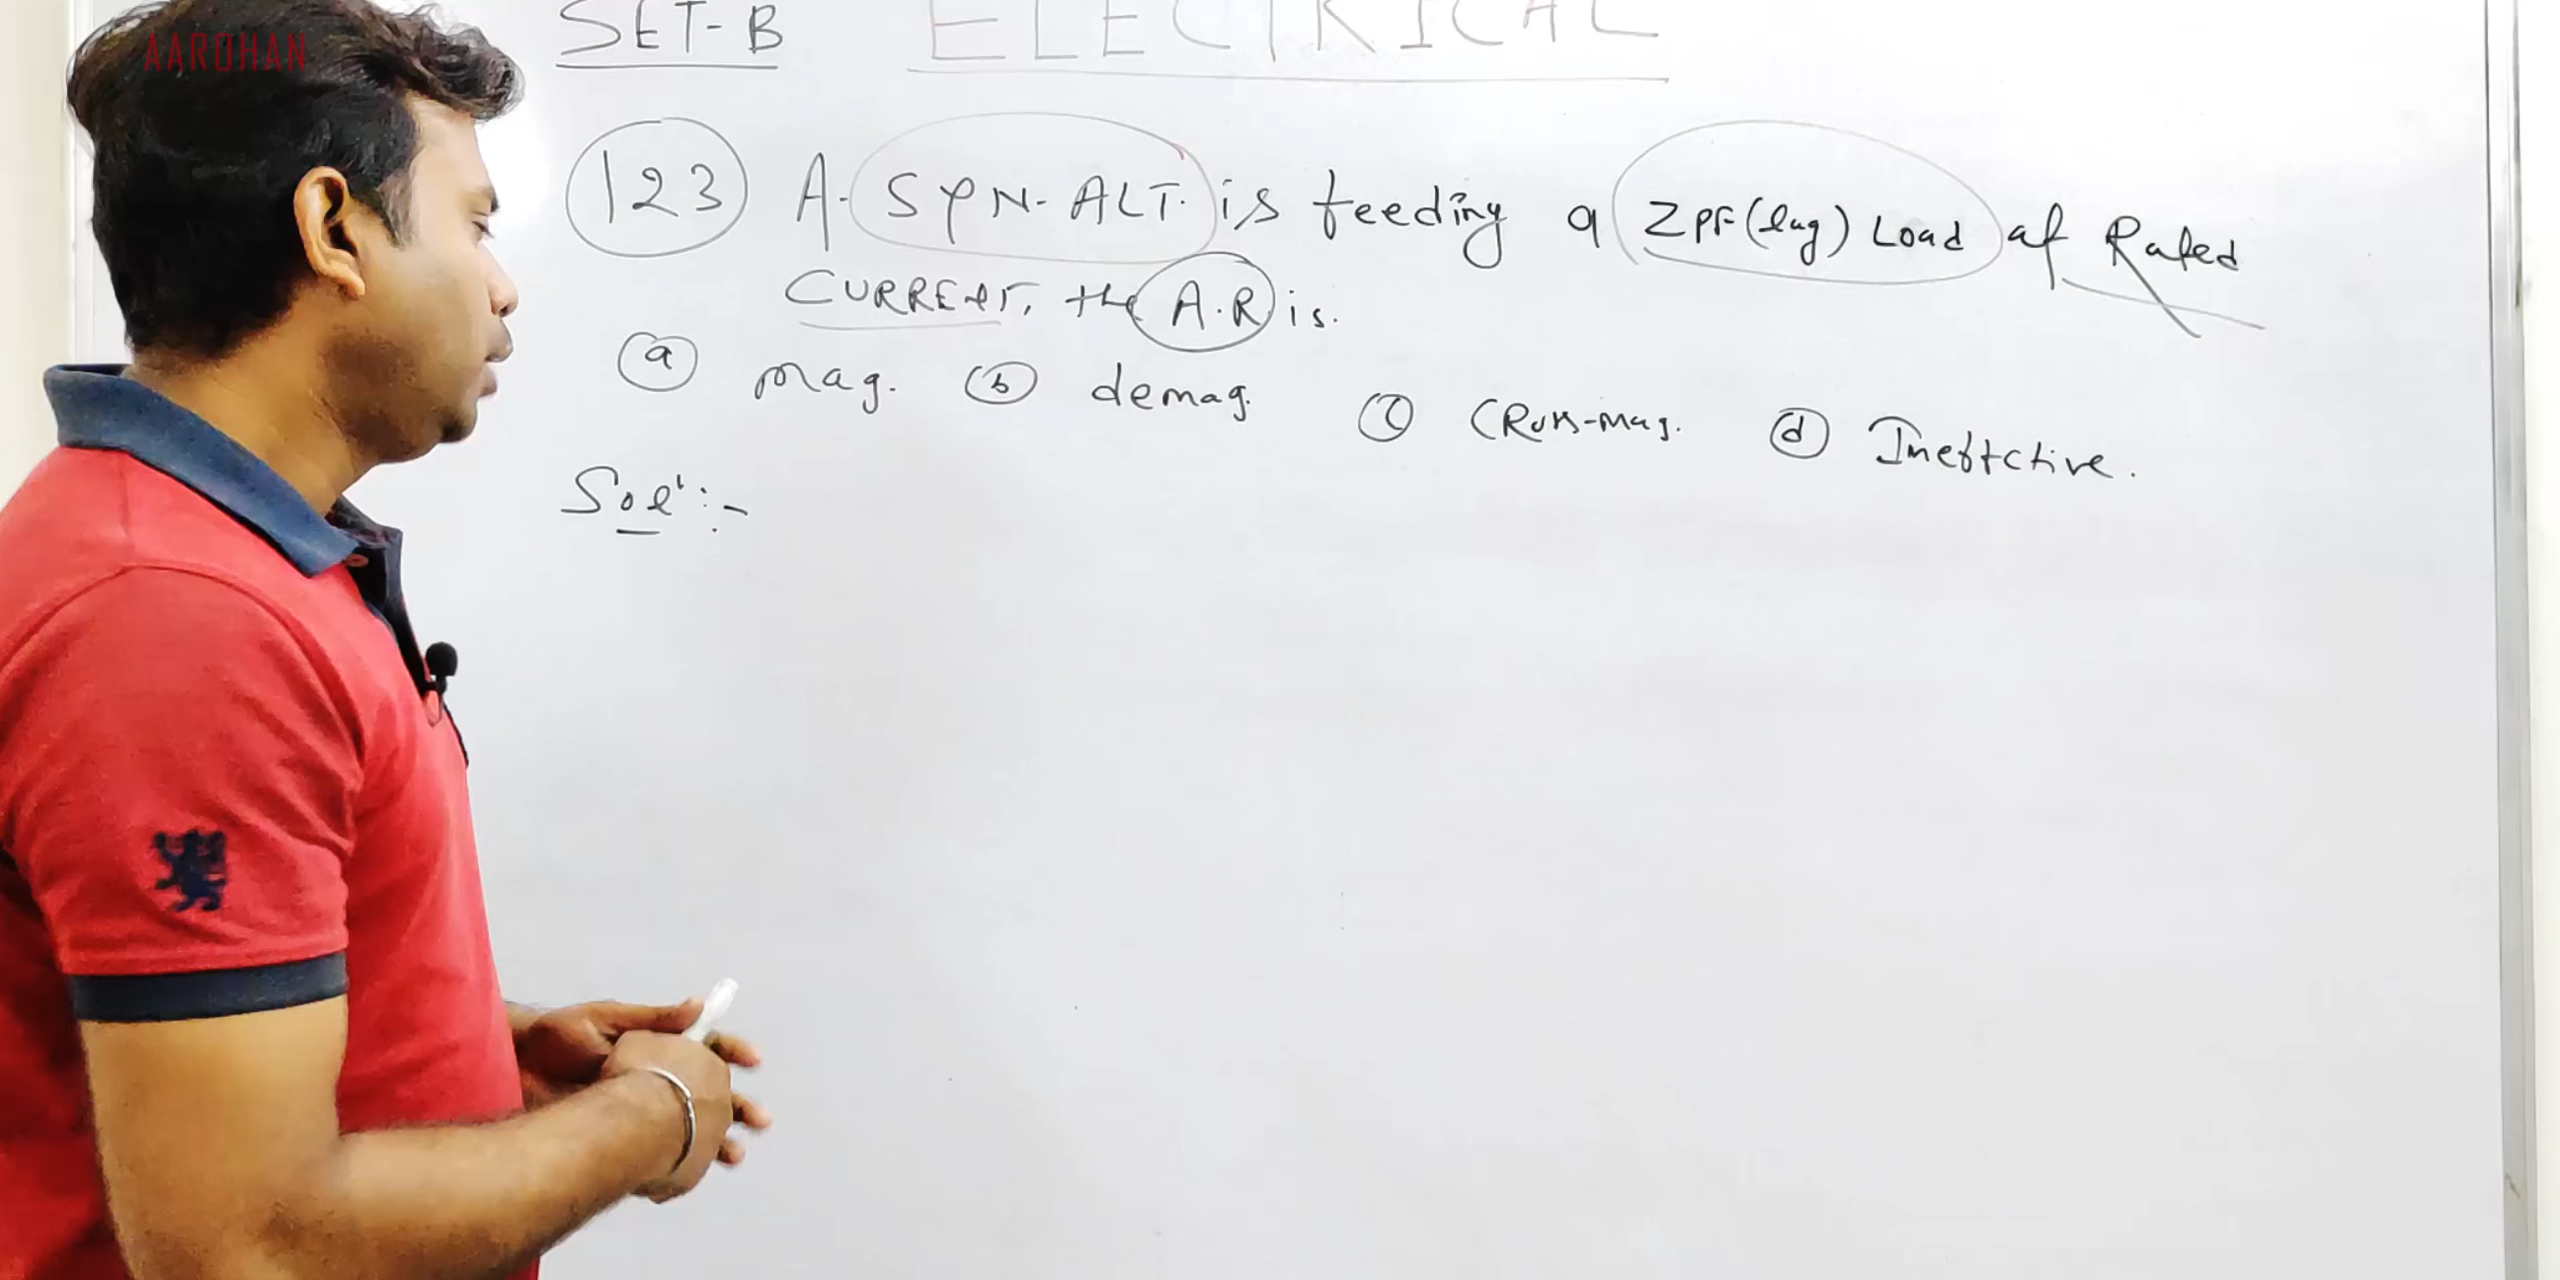 AAROHAN
SET-B ELECTRICAL
123 A. SYN-ALT. is feeding a ZPF(lag) Load at Rated
CURRENT, the A.R is.
a mag. b demag. c CRoss-mag. d Ineffctive.
Sol':-